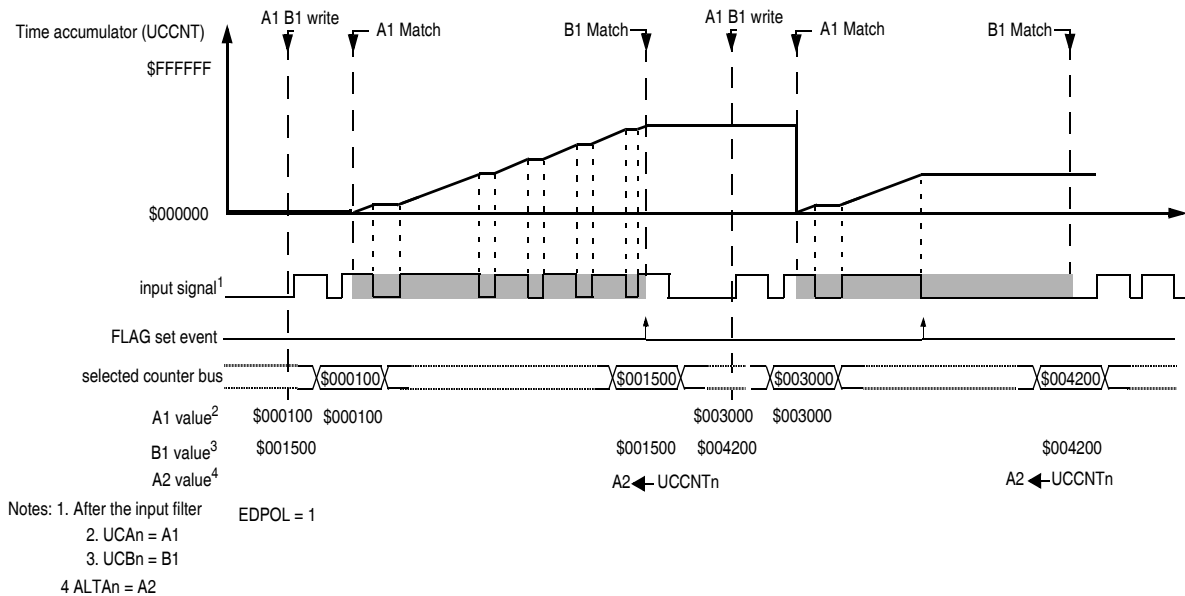 A1 B1 write
A1 B1 write
Time accumulator (UCCNT)
A1 Match
B1 Match
A1 Match
B1 Match
$FFFFFF
$000000
input signal1
FLAG set event
selected counter bus
$000100
$001500
$003000
$004200
A1 value2
$000100
$000100
$003000
$003000
B1 value3
$001500
$001500
$004200
$004200
A2 value4
A2
UCCNTn
A2
UCCNTn
Notes: 1. After the input filter
EDPOL = 1
2. UCAn = A1
3. UCBn = B1
4 ALTAn = A2